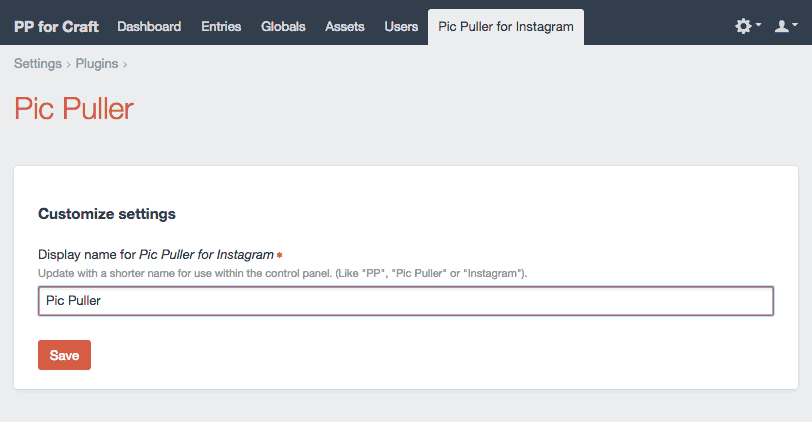 PP for Craft Dashboard Entries Globals Assets Users Pic Puller for Instagram
Settings › Plugins ›
Pic Puller
Customize settings
Display name for Pic Puller for Instagram*
Update with a shorter name for use within the control panel. (Like "PP", "Pic Puller" or "Instagram").
Pic Puller
Save